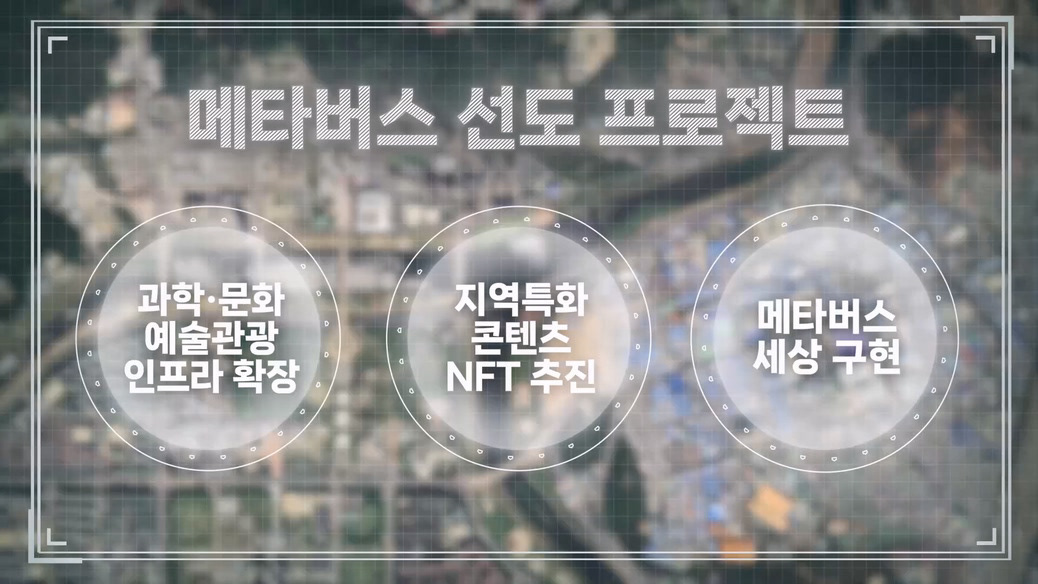 메타버스 선도 프로젝트
과학·문화
예술관광
인프라 확장
지역특화
콘텐츠
NFT 추진
메타버스
세상 구현